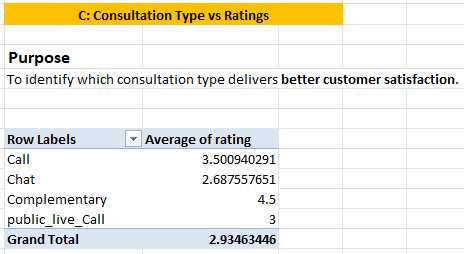 C: Consultation Type vs Ratings
Purpose
To identify which consultation type delivers better customer satisfaction.
Row Labels Average of rating
Call 3.500940291
Chat 2.687557651
Complementary 4.5
public_live_Call 3
Grand Total 2.93463446